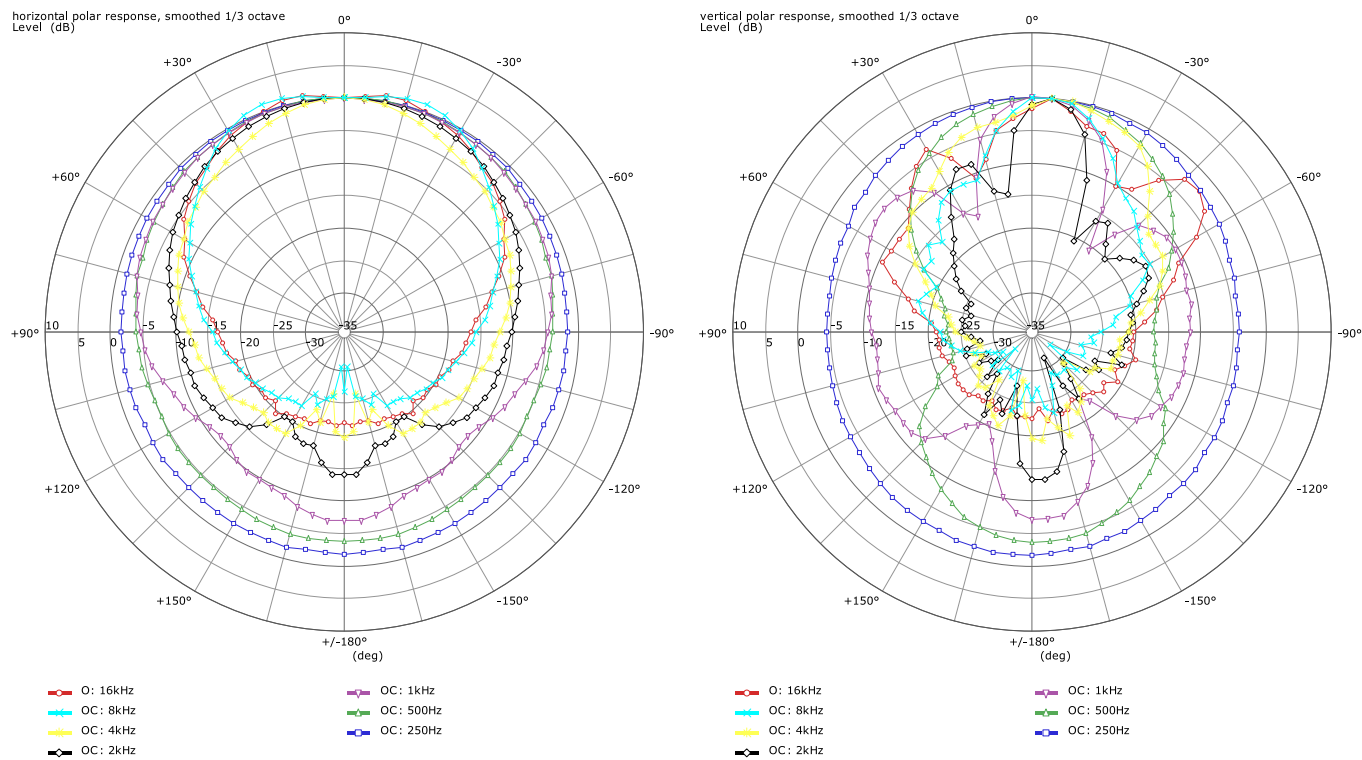 horizontal polar response, smoothed 1/3 octave
Level (dB)
0°
+30°
-30°
+60°
-60°
+90°
10
5
0
-5
-10
-15
-20
-25
-30
-35
-90°
+120°
-120°
+150°
-150°
+/-180°
(deg)
O: 16kHz
OC: 8kHz
OC: 4kHz
OC: 2kHz
OC: 1kHz
OC: 500Hz
OC: 250Hz
vertical polar response, smoothed 1/3 octave
Level (dB)
0°
+30°
-30°
+60°
-60°
+90°
10
5
0
-5
-10
-15
-20
-25
-30
-35
-90°
+120°
-120°
+150°
-150°
+/-180°
(deg)
O: 16kHz
OC: 8kHz
OC: 4kHz
OC: 2kHz
OC: 1kHz
OC: 500Hz
OC: 250Hz